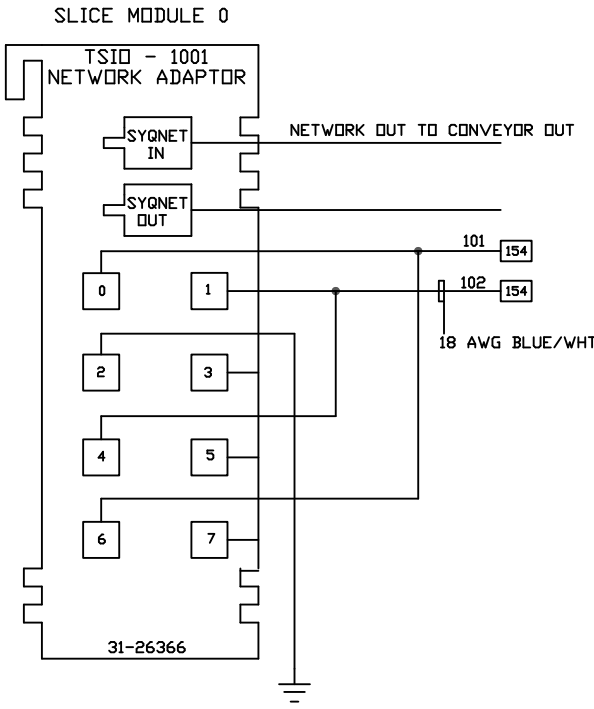 SLICE MODULE 0
TSIO - 1001
NETWORK ADAPTOR
SYQNET
IN
NETWORK OUT TO CONVEYOR OUT
SYQNET
OUT
101
154
0
1
102
154
18 AWG BLUE/WHT
2
3
4
5
6
7
31-26366